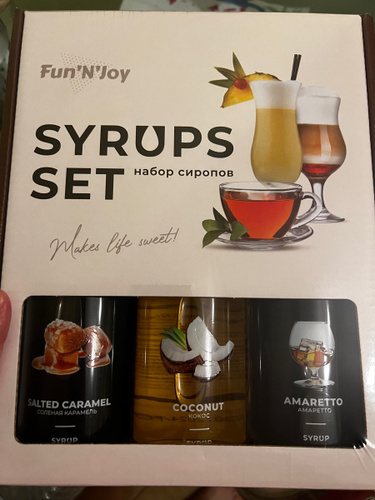 Fun'N'Joy
SYRUPS
SET набор сиропов
Makes life sweet!
SALTED CARAMEL
СОЛЕНАЯ КАРАМЕЛЬ
SYRUP
COCONUT
КОКОС
SYRUP
AMARETTO
АМАРЕТТО
SYRUP